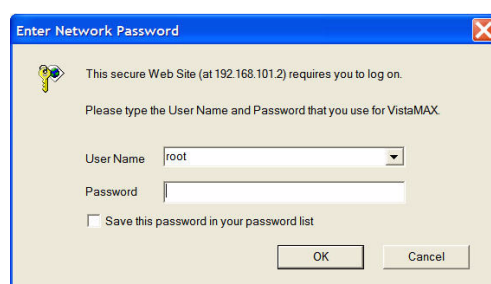 Enter Network Password
This secure Web Site (at 192.168.101.2) requires you to log on.
Please type the User Name and Password that you use for VistaMAX.
User Name root
Password
Save this password in your password list
OK Cancel